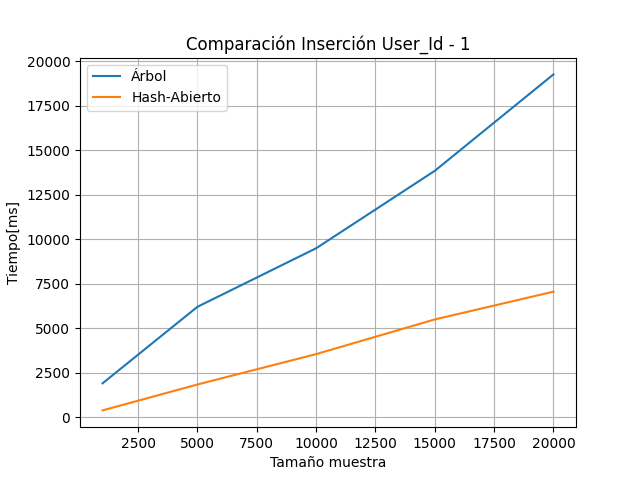 Comparación Inserción User_Id - 1
Árbol
Hash-Abierto
Tiempo[ms]
20000
17500
15000
12500
10000
7500
5000
2500
0
2500 5000 7500 10000 12500 15000 17500 20000
Tamaño muestra